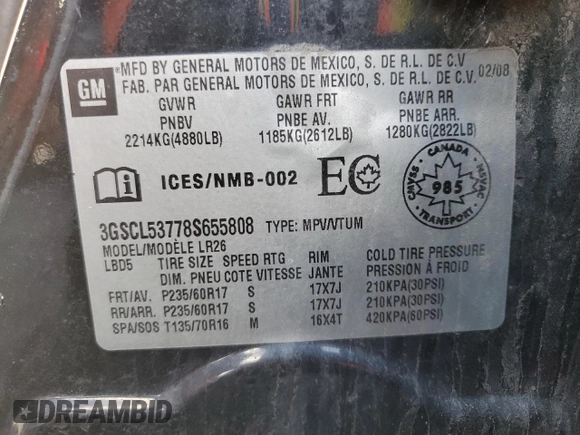 GM
MFD BY GENERAL MOTORS DE MEXICO, S. DE R.L. DE C.V
FAB. PAR GENERAL MOTORS DE MEXICO, S. DE R.L. DE C.V. 02/08
GVWR GAWR FRT GAWR RR
PNBV PNBE AV. PNBE ARR.
2214KG(4880LB) 1185KG(2612LB) 1280KG(2822LB)
ICES/NMB-002 EC
CANADA
CMVSS 985 NSVAC
TRANSPORT
3GSCL53778S655808 TYPE: MPV/VTUM
MODEL/MODÈLE LR26
LBD5 TIRE SIZE SPEED RTG RIM COLD TIRE PRESSURE
DIM. PNEU COTE VITESSE JANTE PRESSION À FROID
FRT/AV. P235/60R17 S 17X7J 210KPA(30PSI)
RR/ARR. P235/60R17 S 17X7J 210KPA(30PSI)
SPA/SOS T135/70R16 M 16X4T 420KPA(60PSI)
DREAMBID